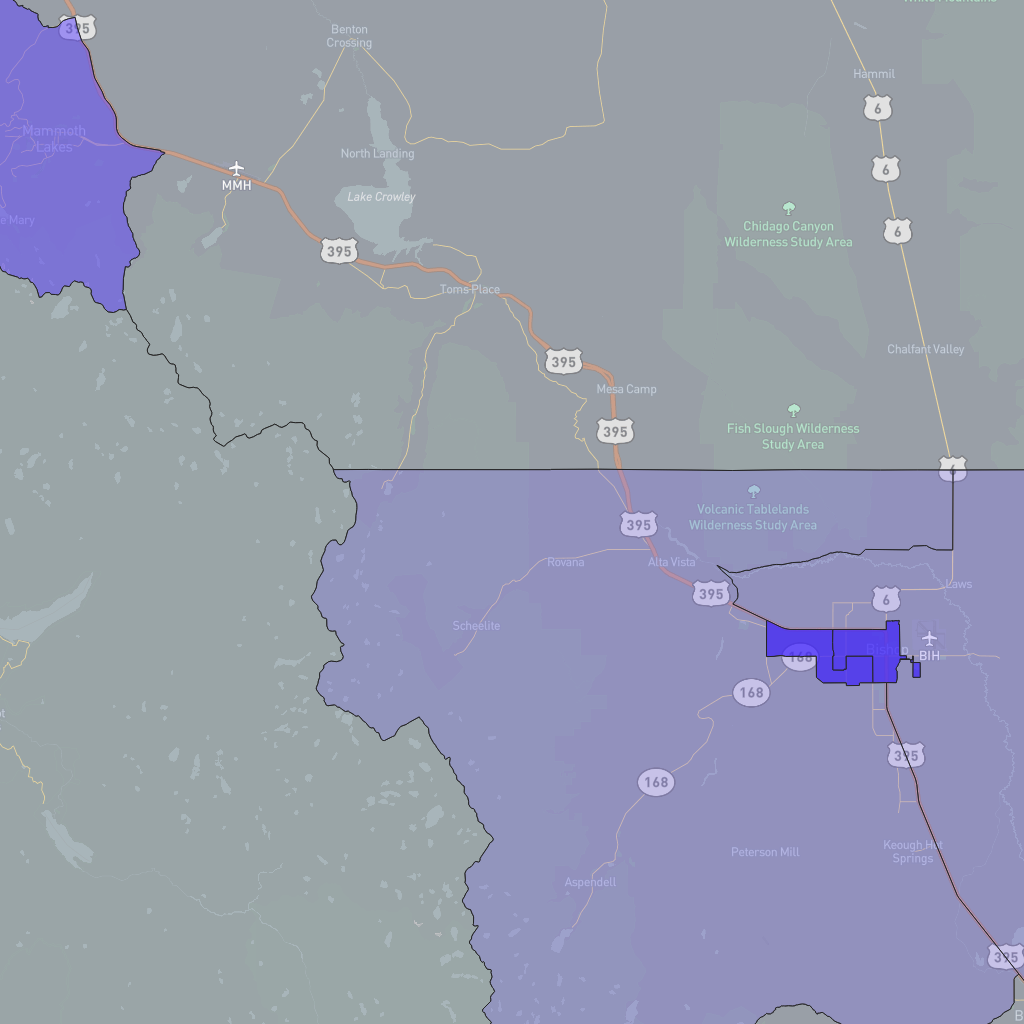 White Mountains
395
Benton
Crossing
Hammil
6
Mammoth
Lakes
North Landing
6
MMH
Lake Crowley
e Mary
Chidago Canyon
Wilderness Study Area
6
395
Toms Place
Chalfant Valley
395
Mesa Camp
Fish Slough Wilderness
Study Area
395
6
Volcanic Tablelands
Wilderness Study Area
395
Rovana
Alta Vista
Laws
395
6
Scheelite
Bishop
BIH
168
168
t
395
168
Peterson Mill
Keough Hot
Springs
Aspendell
395
B